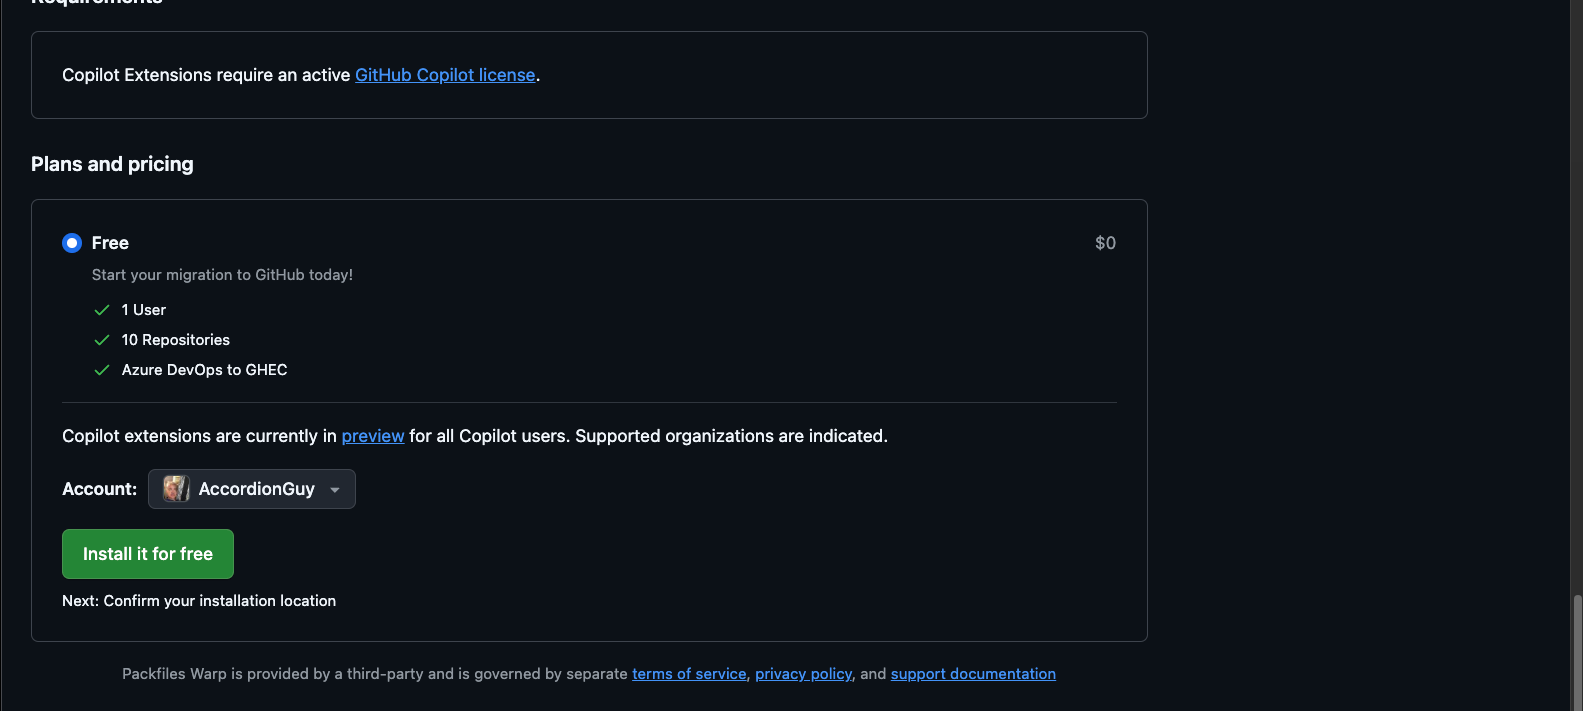 Requirements
Copilot Extensions require an active GitHub Copilot license.
Plans and pricing
Free
$0
Start your migration to GitHub today!
1 User
10 Repositories
Azure DevOps to GHEC
Copilot extensions are currently in preview for all Copilot users. Supported organizations are indicated.
Account: AccordionGuy
Install it for free
Next: Confirm your installation location
Packfiles Warp is provided by a third-party and is governed by separate terms of service, privacy policy, and support documentation